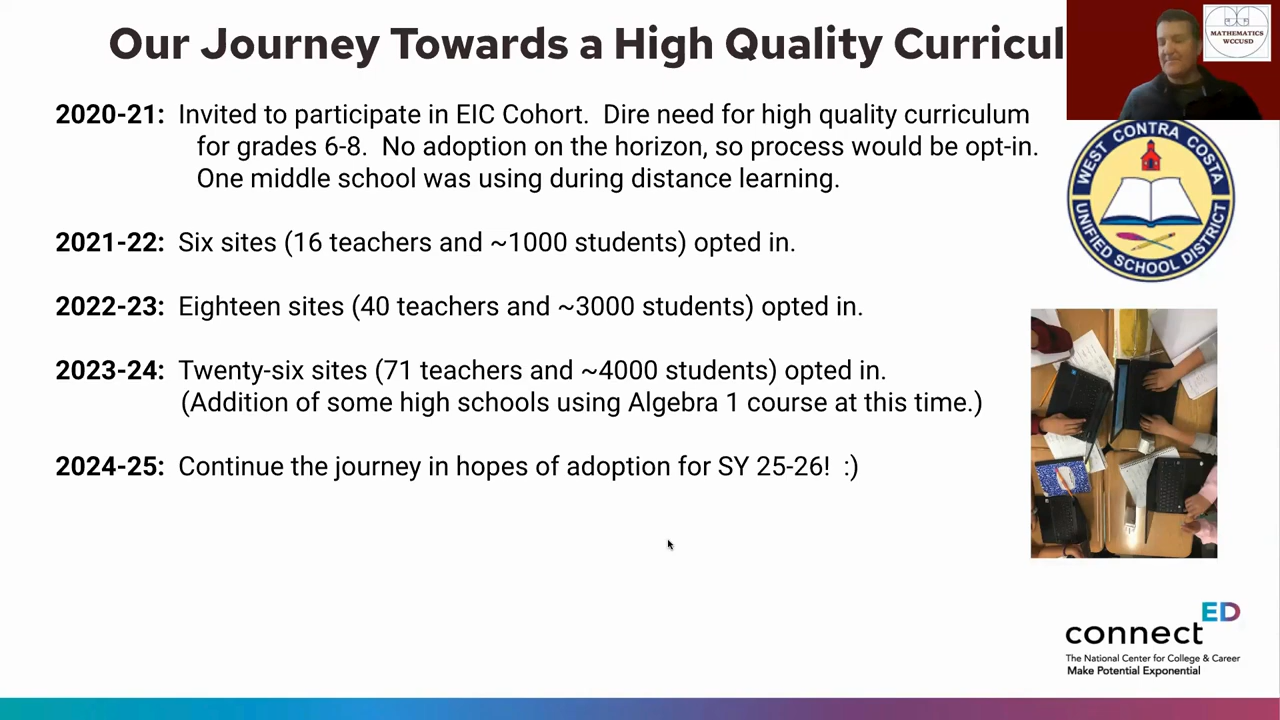 Our Journey Towards a High Quality Curricul
MATHEMATICS
WCCUSD
2020-21: Invited to participate in EIC Cohort. Dire need for high quality curriculum
for grades 6-8. No adoption on the horizon, so process would be opt-in.
One middle school was using during distance learning.
2021-22: Six sites (16 teachers and ~1000 students) opted in.
2022-23: Eighteen sites (40 teachers and ~3000 students) opted in.
2023-24: Twenty-six sites (71 teachers and ~4000 students) opted in.
(Addition of some high schools using Algebra 1 course at this time.)
2024-25: Continue the journey in hopes of adoption for SY 25-26! :)
WEST CONTRA COSTA
UNIFIED SCHOOL DISTRICT
connectED
The National Center for College & Career
Make Potential Exponential